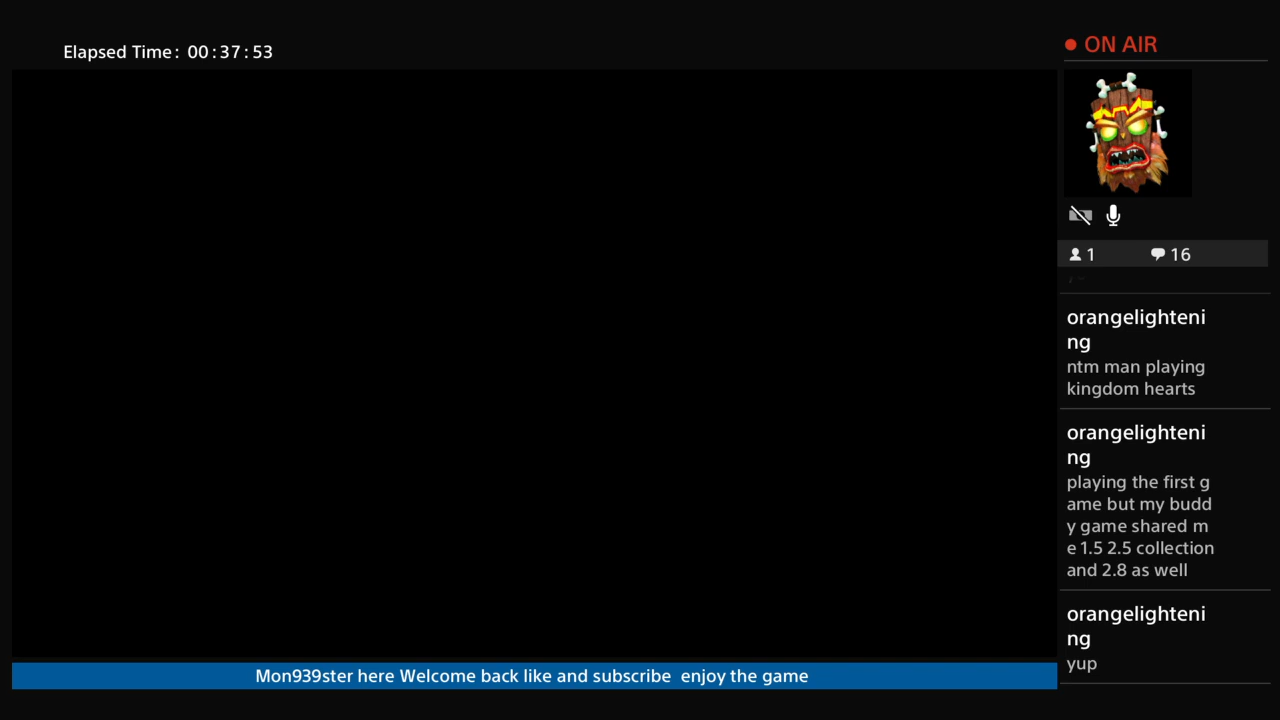 Elapsed Time: 00:37:53
ON AIR
1 16
orangelighteni
ng
ntm man playing
kingdom hearts
orangelighteni
ng
playing the first g
ame but my budd
y game shared m
e 1.5 2.5 collection
and 2.8 as well
orangelighteni
ng
yup
Mon939ster here Welcome back like and subscribe enjoy the game